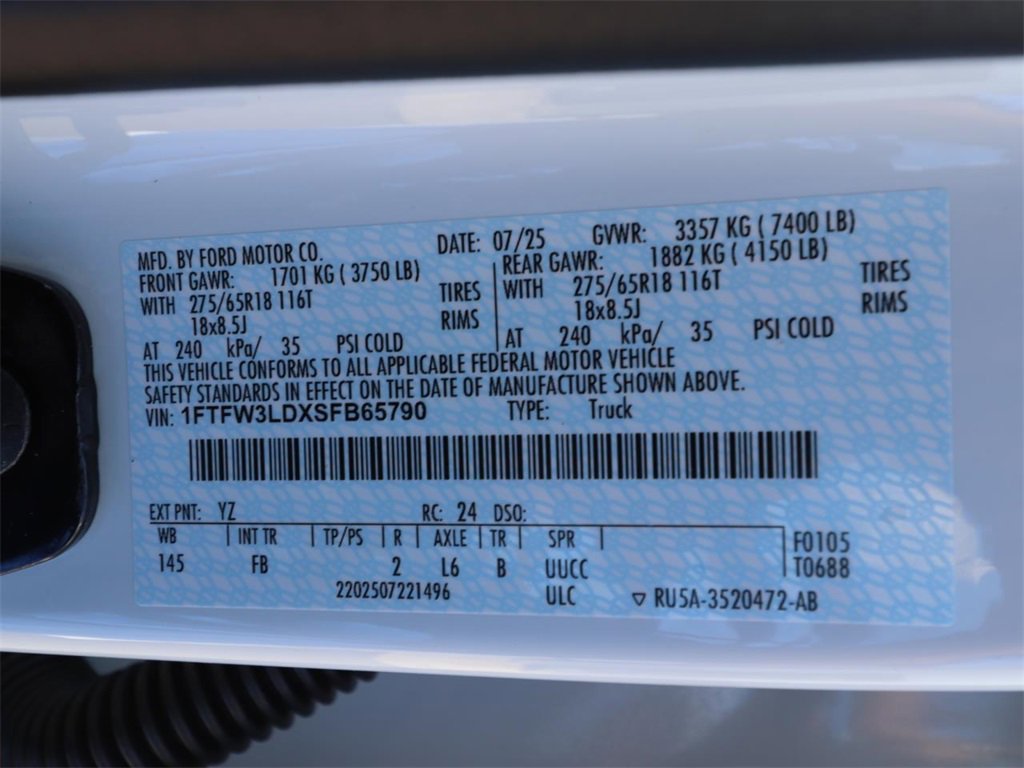 MFD. BY FORD MOTOR CO. DATE: 07/25 GVWR: 3357 KG ( 7400 LB)
FRONT GAWR: 1701 KG ( 3750 LB) REAR GAWR: 1882 KG ( 4150 LB)
WITH 275/65R18 116T TIRES WITH 275/65R18 116T TIRES
18x8.5J RIMS 18x8.5J RIMS
AT 240 kPa/ 35 PSI COLD AT 240 kPa/ 35 PSI COLD
THIS VEHICLE CONFORMS TO ALL APPLICABLE FEDERAL MOTOR VEHICLE
SAFETY STANDARDS IN EFFECT ON THE DATE OF MANUFACTURE SHOWN ABOVE.
VIN: 1FTFW3LDXSFB65790 TYPE: Truck
EXT PNT: YZ RC: 24 DSO:
WB INT TR TP/PS R AXLE TR SPR F0105
145 FB 2 L6 B UUCC T0688
2202507221496 ULC ▽ RU5A-3520472-AB